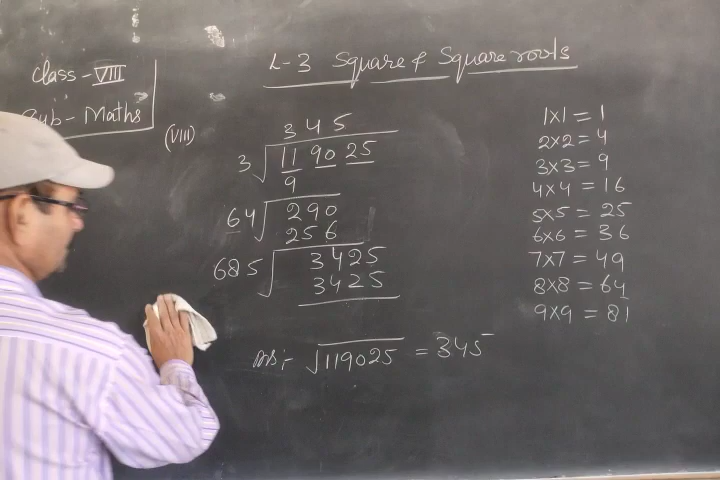 Class - VIII
Sub - Maths
L-3 Square & Square roots
(VIII)
3 4 5
3 √ 11 90 25
9
64 √ 290
256
685 √ 3425
3425
Ans:- √119025 = 345
1x1 = 1
2x2 = 4
3x3 = 9
4x4 = 16
5x5 = 25
6x6 = 36
7x7 = 49
8x8 = 64
9x9 = 81